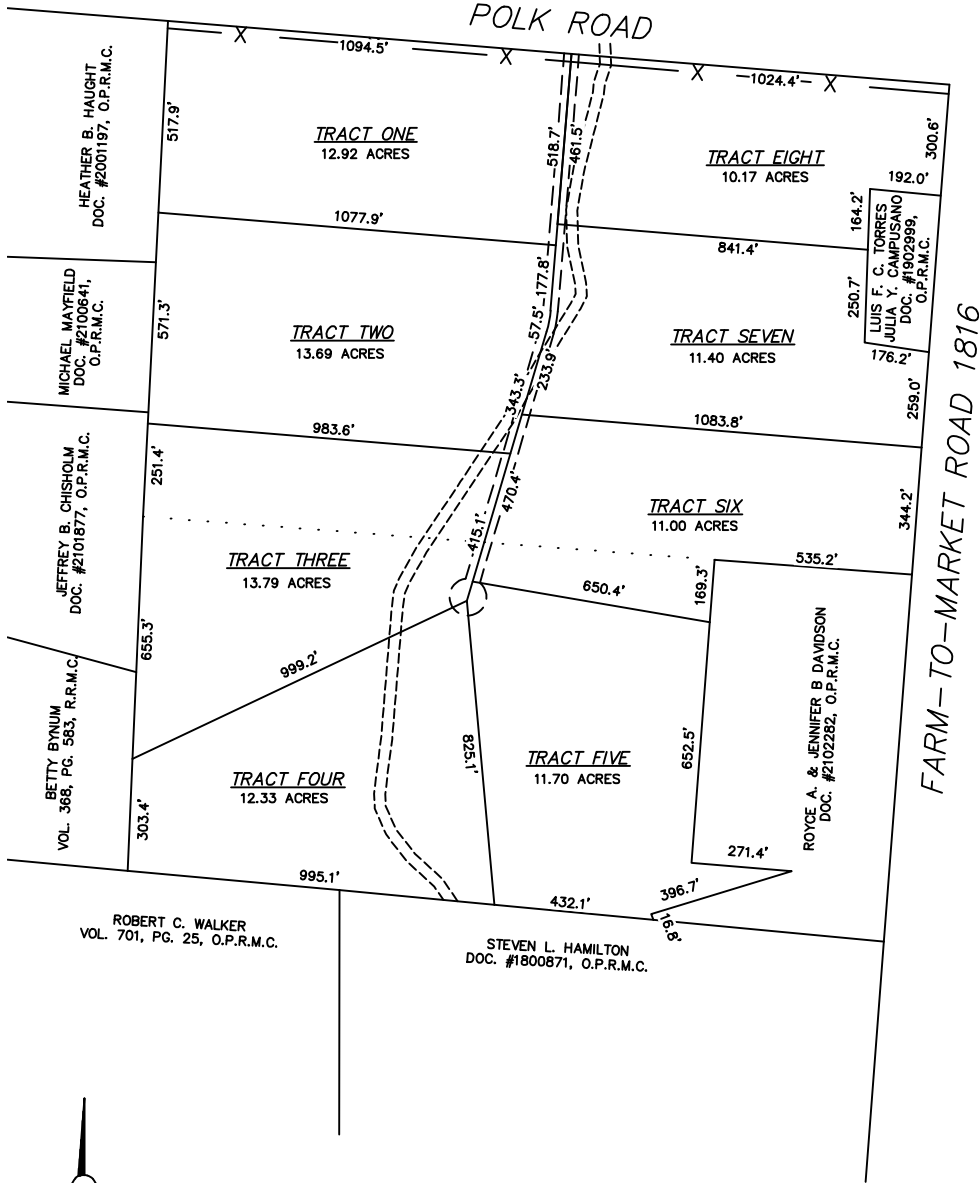 POLK ROAD
1094.5'
1024.4'
HEATHER B. HAUGHT
DOC. #2001197, O.P.R.M.C.
517.9'
TRACT ONE
12.92 ACRES
518.7'
461.5'
TRACT EIGHT
10.17 ACRES
300.6'
192.0'
164.2'
1077.9'
841.4'
LUIS F. C. TORRES
JULIA Y. CAMPUSANO
DOC. #1902999,
O.P.R.M.C.
250.7'
176.2'
MICHAEL MAYFIELD
DOC. #2100641,
O.P.R.M.C.
571.3'
TRACT TWO
13.69 ACRES
177.8'
57.5'
TRACT SEVEN
11.40 ACRES
259.0'
343.3'
233.9'
983.6'
1083.8'
FARM-TO-MARKET ROAD 1816
JEFFREY B. CHISHOLM
DOC. #2101877, O.P.R.M.C.
251.4'
470.4'
415.1'
TRACT SIX
11.00 ACRES
344.2'
535.2'
TRACT THREE
13.79 ACRES
650.4'
169.3'
655.3'
999.2'
ROYCE A. & JENNIFER B DAVIDSON
DOC. #2102282, O.P.R.M.C.
BETTY BYNUM
VOL. 368, PG. 583, R.R.M.C.
303.4'
TRACT FOUR
12.33 ACRES
825.1'
TRACT FIVE
11.70 ACRES
652.5'
271.4'
396.7'
16.8'
995.1'
432.1'
ROBERT C. WALKER
VOL. 701, PG. 25, O.P.R.M.C.
STEVEN L. HAMILTON
DOC. #1800871, O.P.R.M.C.